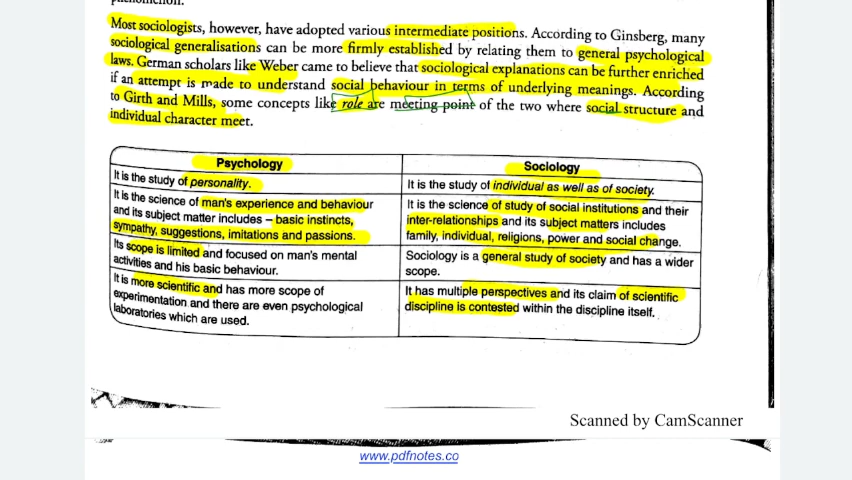 Most sociologists, however, have adopted various intermediate positions. According to Ginsberg, many
sociological generalisations can be more firmly established by relating them to general psychological
laws. German scholars like Weber came to believe that sociological explanations can be further enriched
if an attempt is made to understand social behaviour in terms of underlying meanings. According
to Girth and Mills, some concepts like role are meeting point of the two where social structure and
individual character meet.
Psychology
It is the study of personality.
It is the science of man's experience and behaviour
and its subject matter includes – basic instincts,
sympathy, suggestions, imitations and passions.
Its scope is limited and focused on man's mental
activities and his basic behaviour.
It is more scientific and has more scope of
experimentation and there are even psychological
laboratories which are used.
Sociology
It is the study of individual as well as of society.
It is the science of study of social institutions and their
inter-relationships and its subject matters includes
family, individual, religions, power and social change.
Sociology is a general study of society and has a wider
scope.
It has multiple perspectives and its claim of scientific
discipline is contested within the discipline itself.
Scanned by CamScanner
www.pdfnotes.co